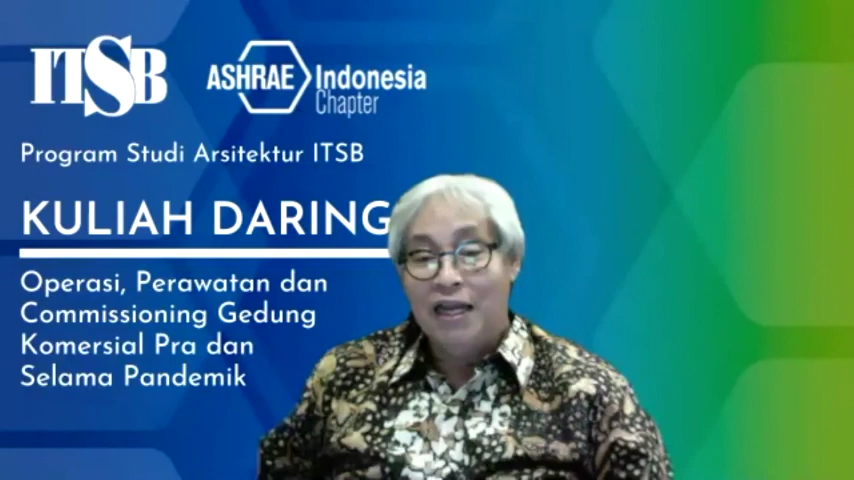 ITSB
ASHRAE Indonesia
Chapter
Program Studi Arsitektur ITSB
KULIAH DARING
Operasi, Perawatan dan
Commissioning Gedung
Komersial Pra dan
Selama Pandemik